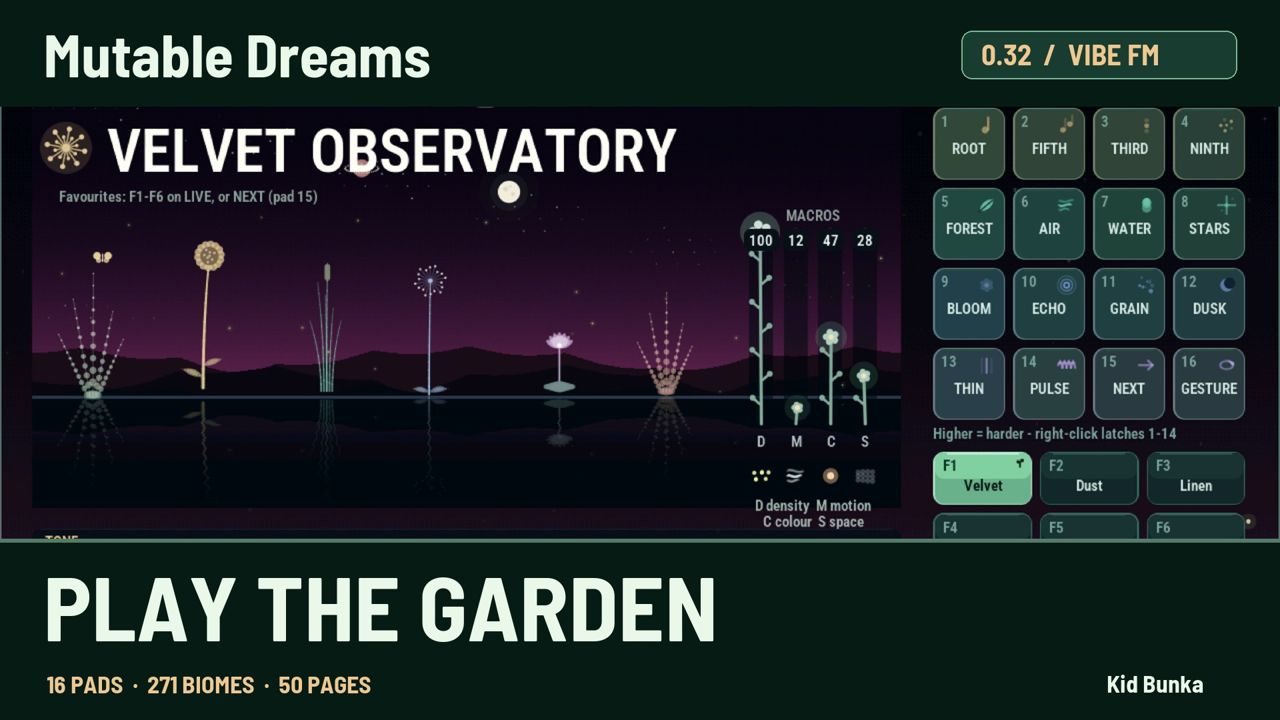 Mutable Dreams
0.32 / VIBE FM
VELVET OBSERVATORY
Favourites: F1-F6 on LIVE, or NEXT (pad 15)
MACROS
100 12 47 28
D M C S
D density M motion
C colour S space
1 ROOT
2 FIFTH
3 THIRD
4 NINTH
5 FOREST
6 AIR
7 WATER
8 STARS
9 BLOOM
10 ECHO
11 GRAIN
12 DUSK
13 THIN
14 PULSE
15 NEXT
16 GESTURE
Higher = harder - right-click latches 1-14
F1 Velvet
F2 Dust
F3 Linen
F4
F5
F6
TONE
PLAY THE GARDEN
16 PADS · 271 BIOMES · 50 PAGES
Kid Bunka